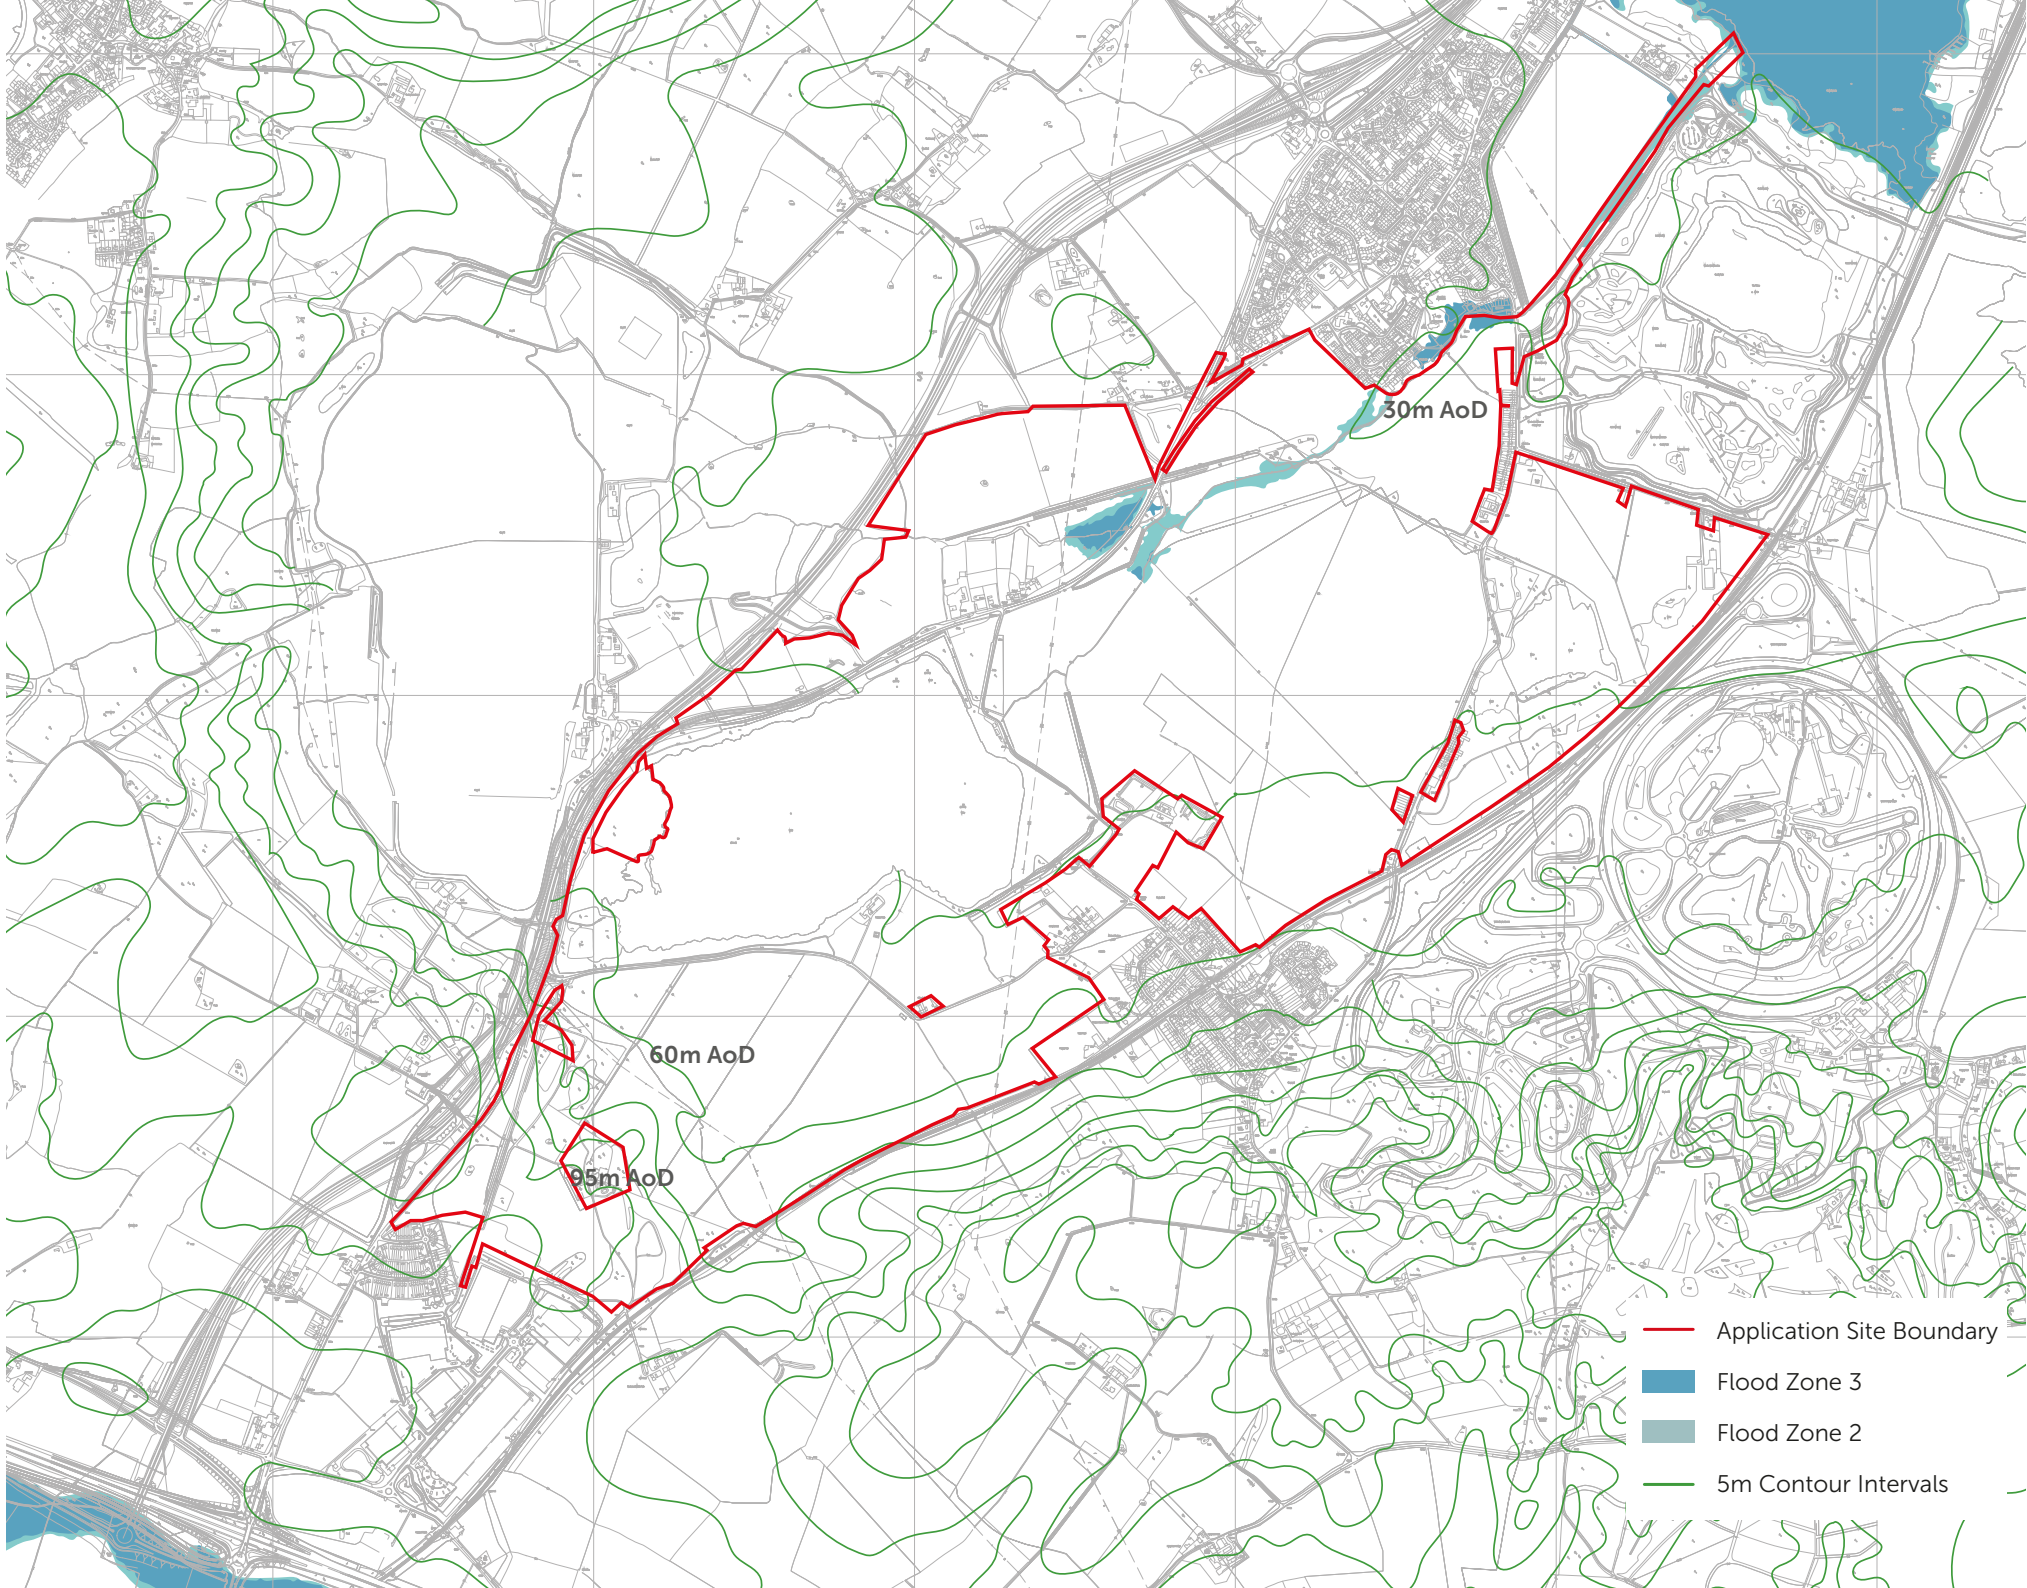 30m AoD
60m AoD
95m AoD
Application Site Boundary
Flood Zone 3
Flood Zone 2
5m Contour Intervals